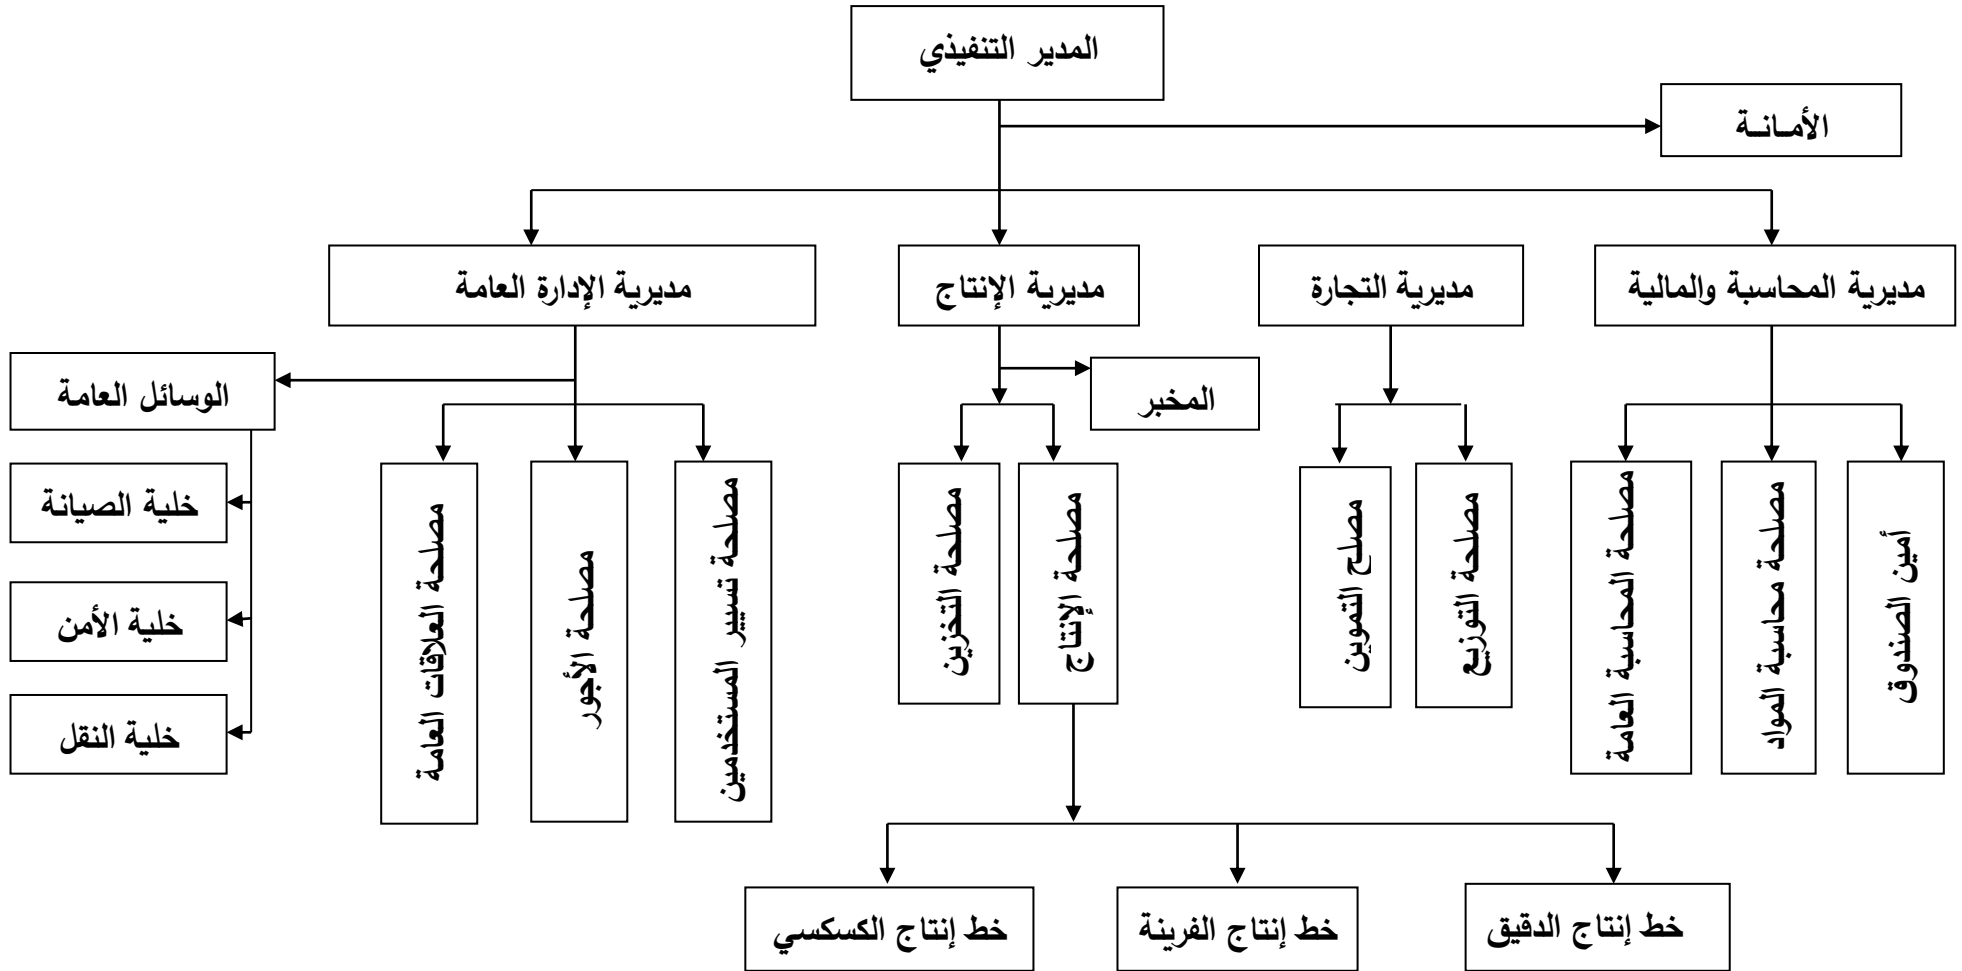 المدير التنفيذي
الأمـانـة
مديرية المحاسبة والمالية
مديرية التجارة
مديرية الإنتاج
مديرية الإدارة العامة
المخبر
الوسائل العامة
أمين الصندوق
مصلحة محاسبة المواد
مصلحة المحاسبة العامة
مصلحة التوزيع
مصلح التموين
مصلحة الإنتاج
مصلحة التخزين
مصلحة تسيير المستخدمين
مصلحة الأجور
مصلحة العلاقات العامة
خلية الصيانة
خلية الأمن
خلية النقل
خط إنتاج الدقيق
خط إنتاج الفرينة
خط إنتاج الكسكسي